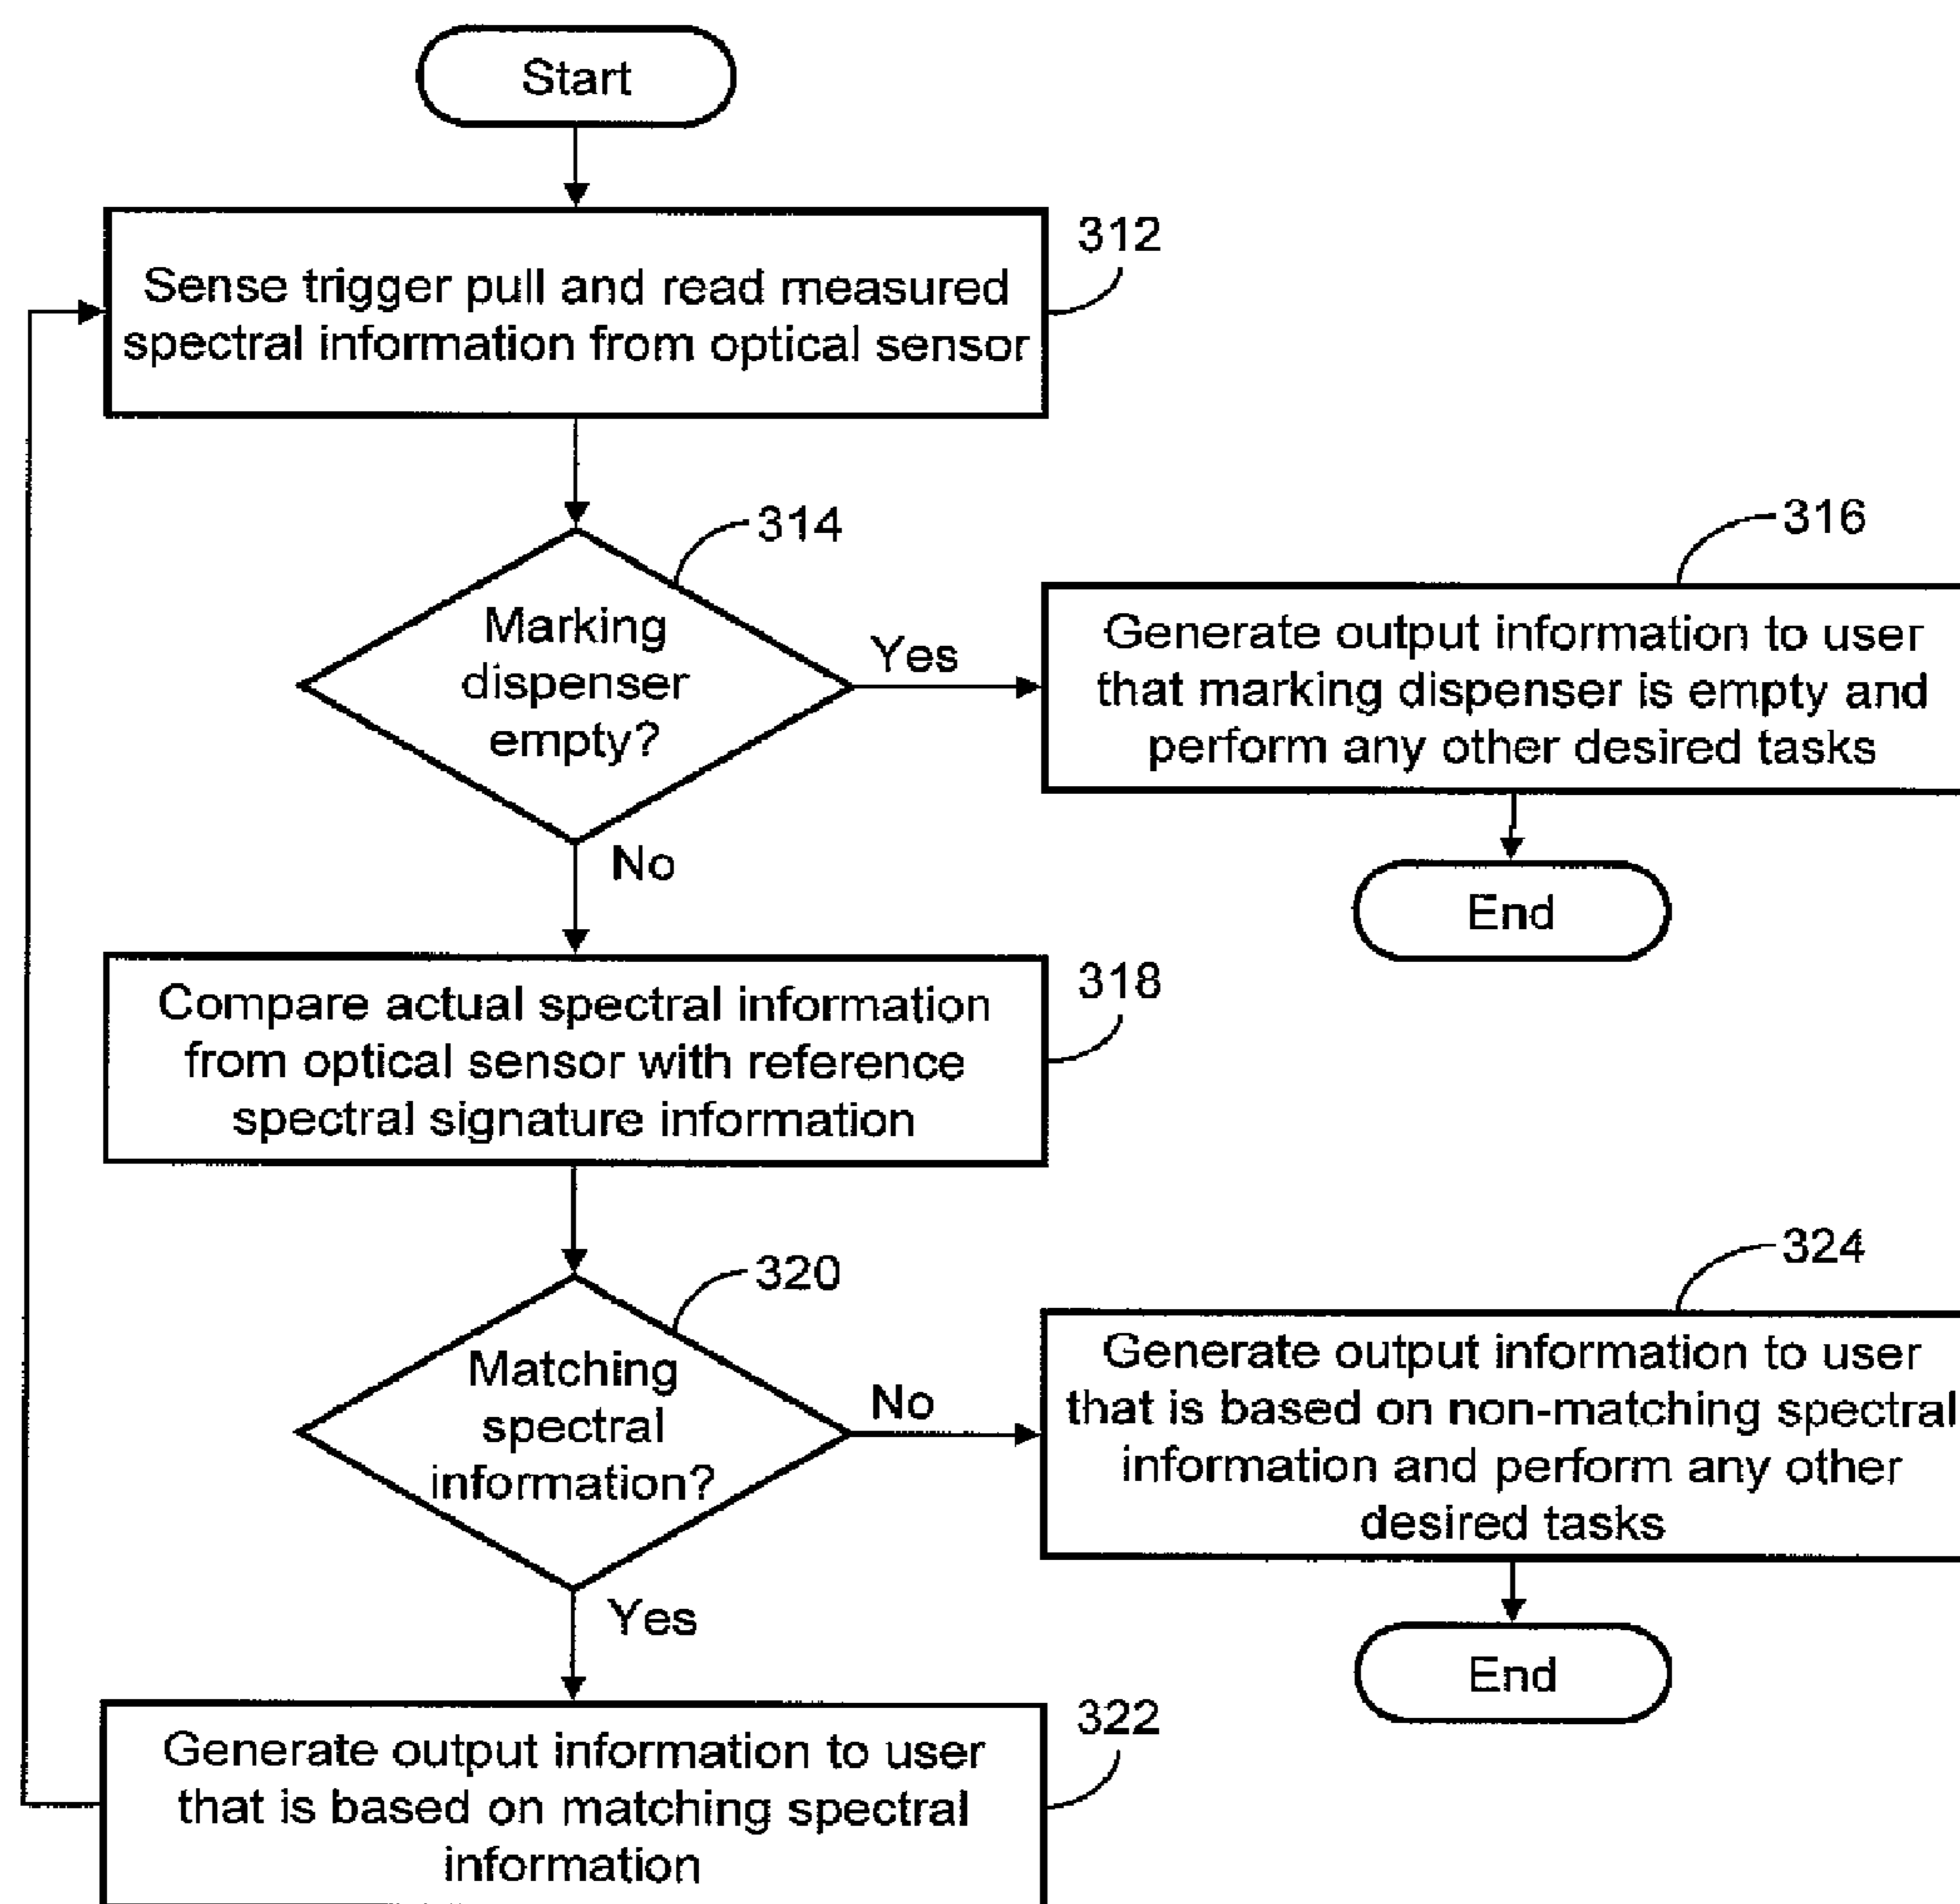 Start
Sense trigger pull and read measured
spectral information from optical sensor
312
314
Marking
dispenser
empty?
Yes
316
Generate output information to user
that marking dispenser is empty and
perform any other desired tasks
End
No
Compare actual spectral information
from optical sensor with reference
spectral signature information
318
320
Matching
spectral
information?
No
324
Generate output information to user
that is based on non-matching spectral
information and perform any other
desired tasks
End
Yes
Generate output information to user
that is based on matching spectral
information
322